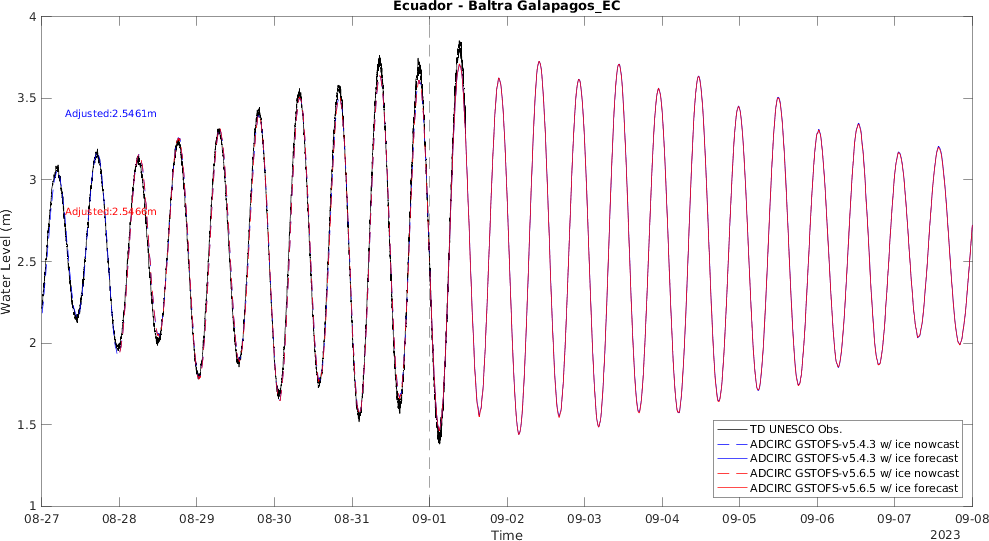 Ecuador - Baltra Galapagos_EC
4
3.5
3
2.5
2
1.5
1
Water Level (m)
Adjusted:2.5461m
Adjusted:2.5466m
TD UNESCO Obs.
ADCIRC GSTOFS-v5.4.3 w/ ice nowcast
ADCIRC GSTOFS-v5.4.3 w/ ice forecast
ADCIRC GSTOFS-v5.6.5 w/ ice nowcast
ADCIRC GSTOFS-v5.6.5 w/ ice forecast
08-27 08-28 08-29 08-30 08-31 09-01 09-02 09-03 09-04 09-05 09-06 09-07 09-08
Time
2023